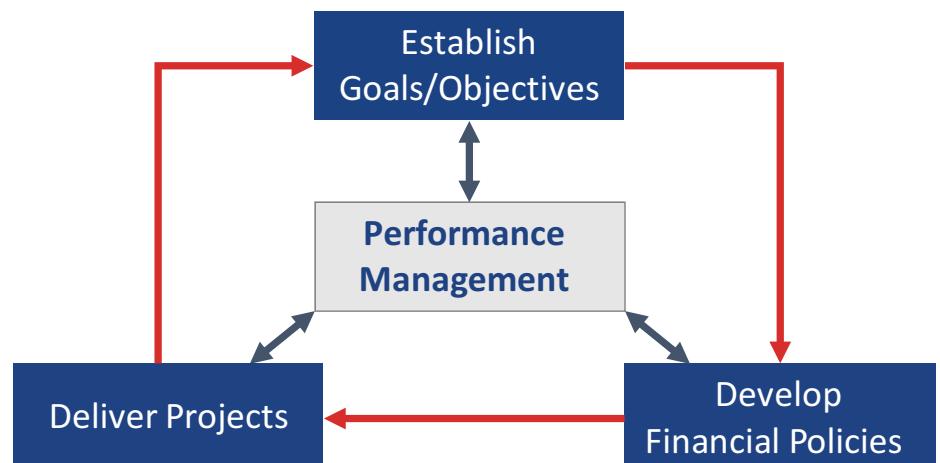 Establish
Goals/Objectives
Performance
Management
Deliver Projects
Develop
Financial Policies